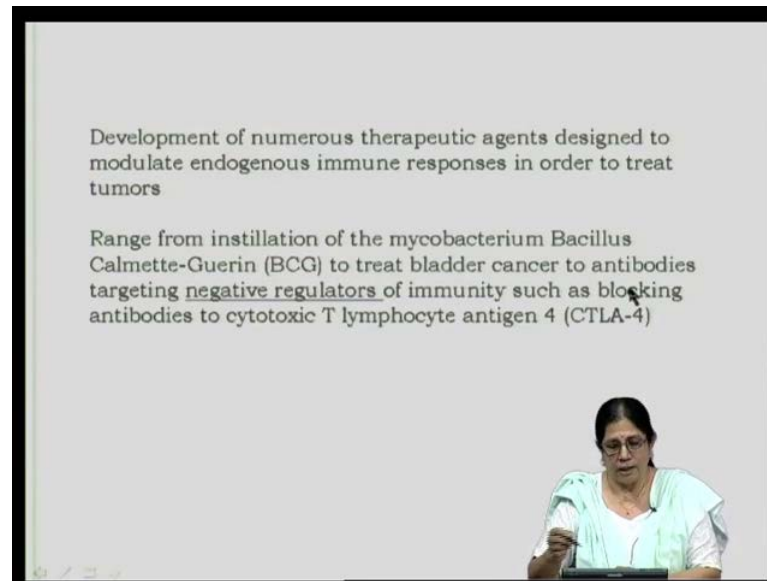 Development of numerous therapeutic agents designed to
modulate endogenous immune responses in order to treat
tumors
Range from instillation of the mycobacterium Bacillus
Calmette-Guerin (BCG) to treat bladder cancer to antibodies
targeting negative regulators of immunity such as blocking
antibodies to cytotoxic T lymphocyte antigen 4 (CTLA-4)